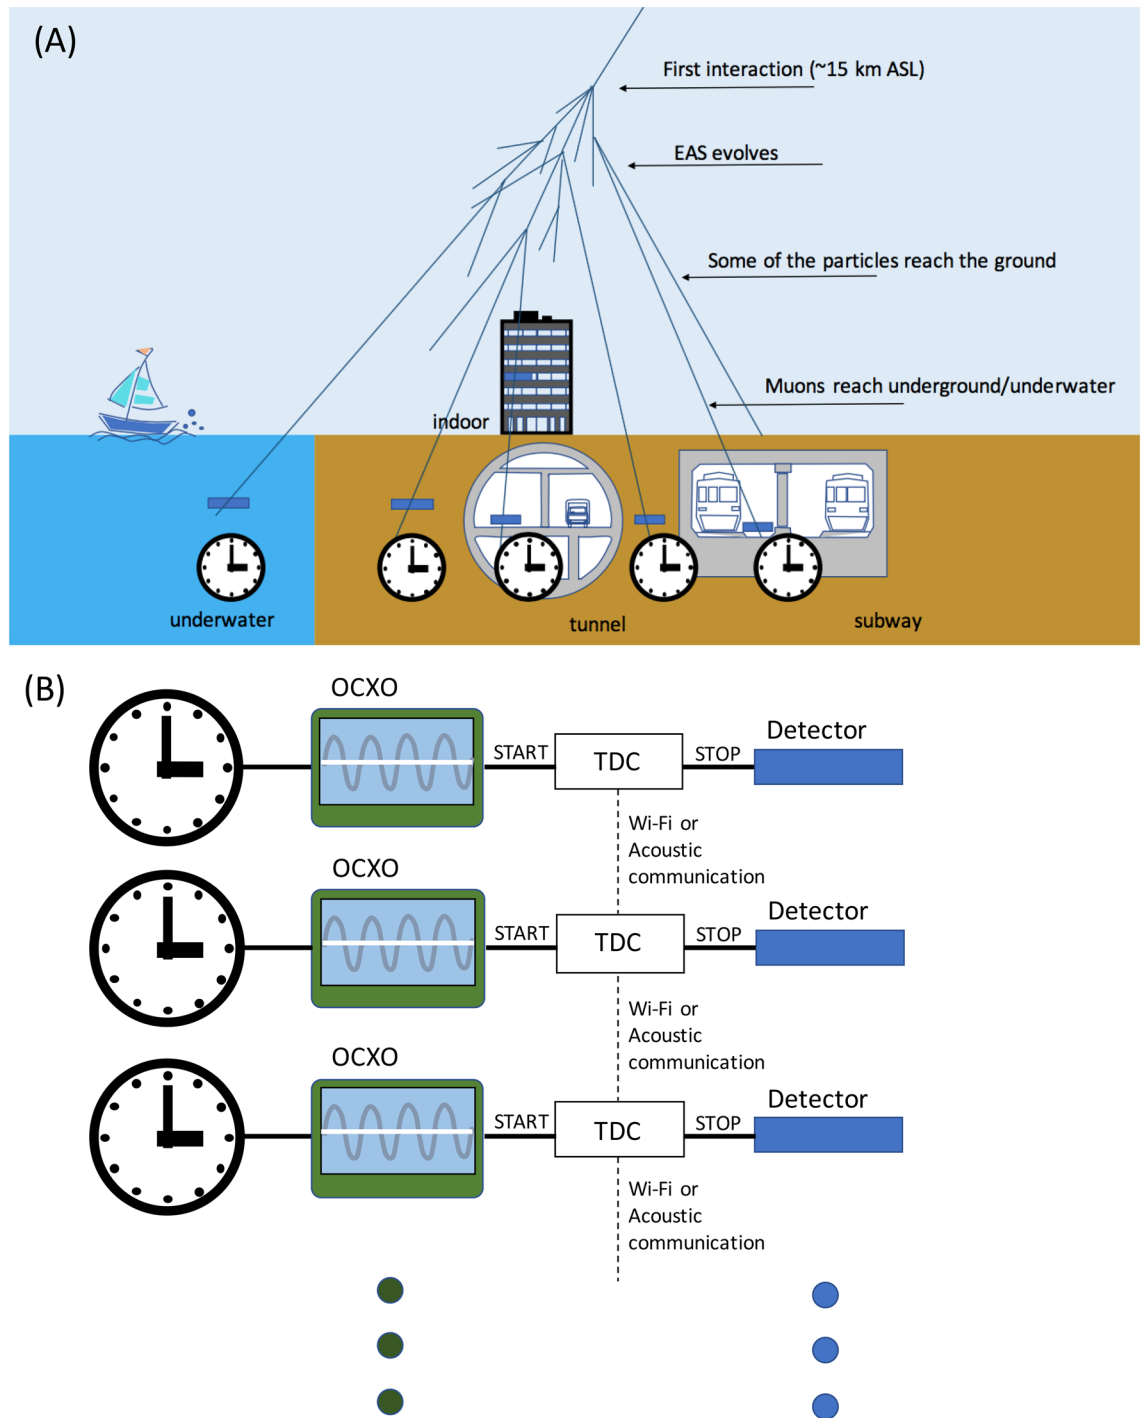 (A)
First interaction (~15 km ASL)
EAS evolves
Some of the particles reach the ground
Muons reach underground/underwater
indoor
underwater
tunnel
subway
(B)
OCXO
START
TDC
STOP
Detector
Wi-Fi or
Acoustic
communication
OCXO
START
TDC
STOP
Detector
Wi-Fi or
Acoustic
communication
OCXO
START
TDC
STOP
Detector
Wi-Fi or
Acoustic
communication